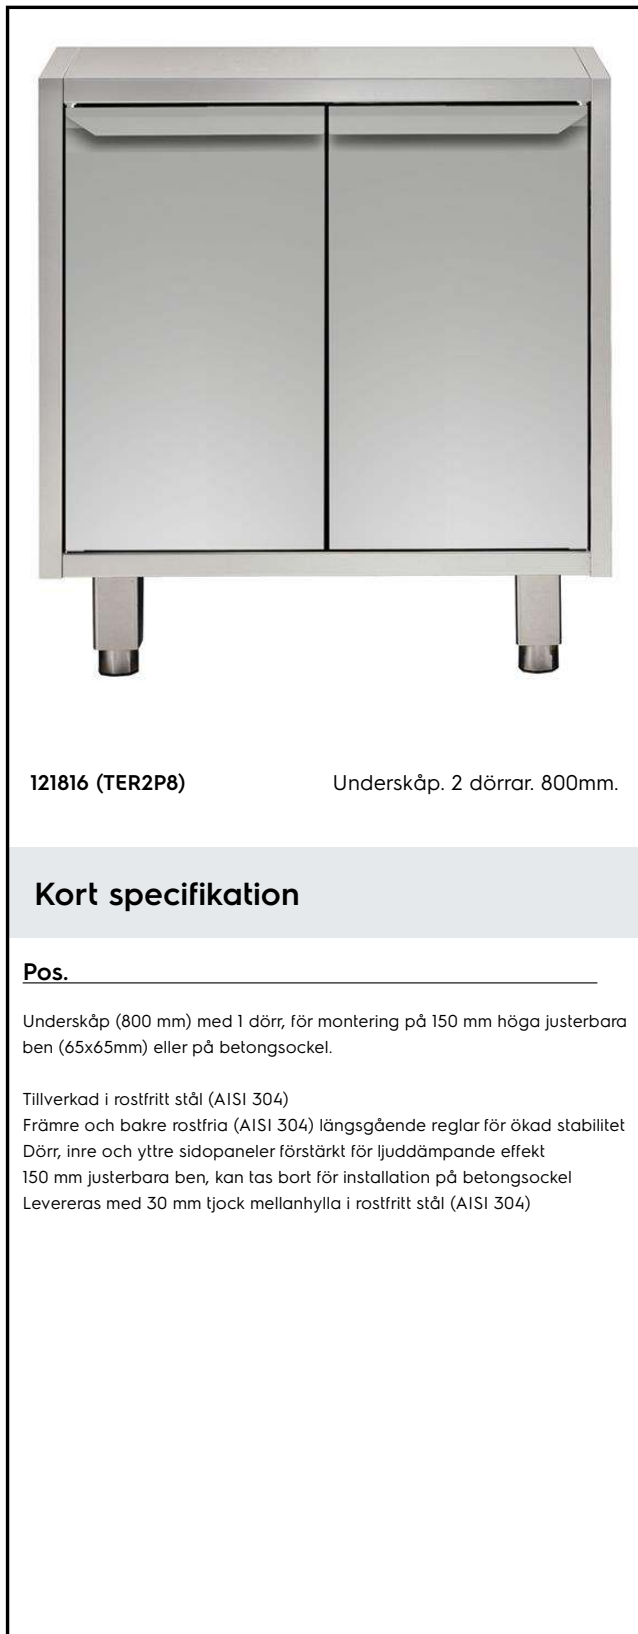 121816 (TER2P8) Underskåp. 2 dörrar. 800mm.
Kort specifikation
Pos.
Underskåp (800 mm) med 1 dörr, för montering på 150 mm höga justerbara
ben (65x65mm) eller på betongsockel.
Tillverkad i rostfritt stål (AISI 304)
Främre och bakre rostfria (AISI 304) längsgående reglar för ökad stabilitet
Dörr, inre och yttre sidopaneler förstärkt för ljuddämpande effekt
150 mm justerbara ben, kan tas bort för installation på betongsockel
Levereras med 30 mm tjock mellanhylla i rostfritt stål (AISI 304)